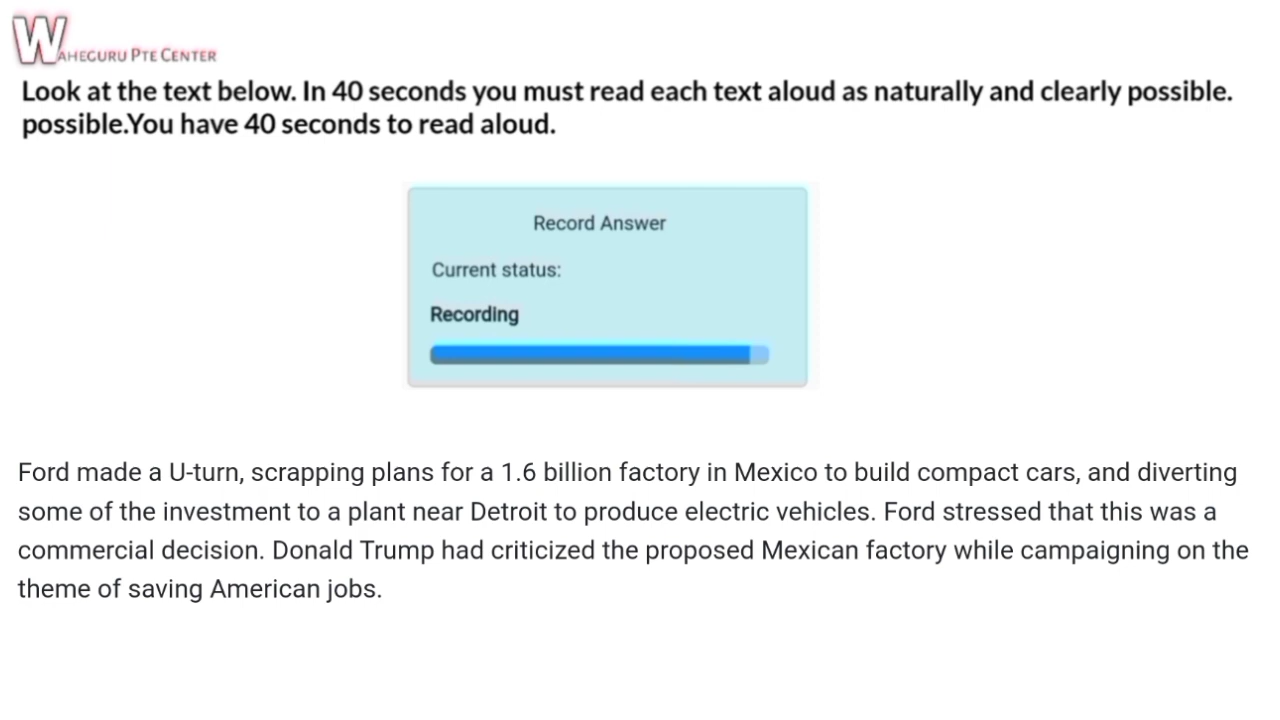 WAHEGURU PTE CENTER
Look at the text below. In 40 seconds you must read each text aloud as naturally and clearly possible.
possible.You have 40 seconds to read aloud.
Record Answer
Current status:
Recording
Ford made a U-turn, scrapping plans for a 1.6 billion factory in Mexico to build compact cars, and diverting
some of the investment to a plant near Detroit to produce electric vehicles. Ford stressed that this was a
commercial decision. Donald Trump had criticized the proposed Mexican factory while campaigning on the
theme of saving American jobs.